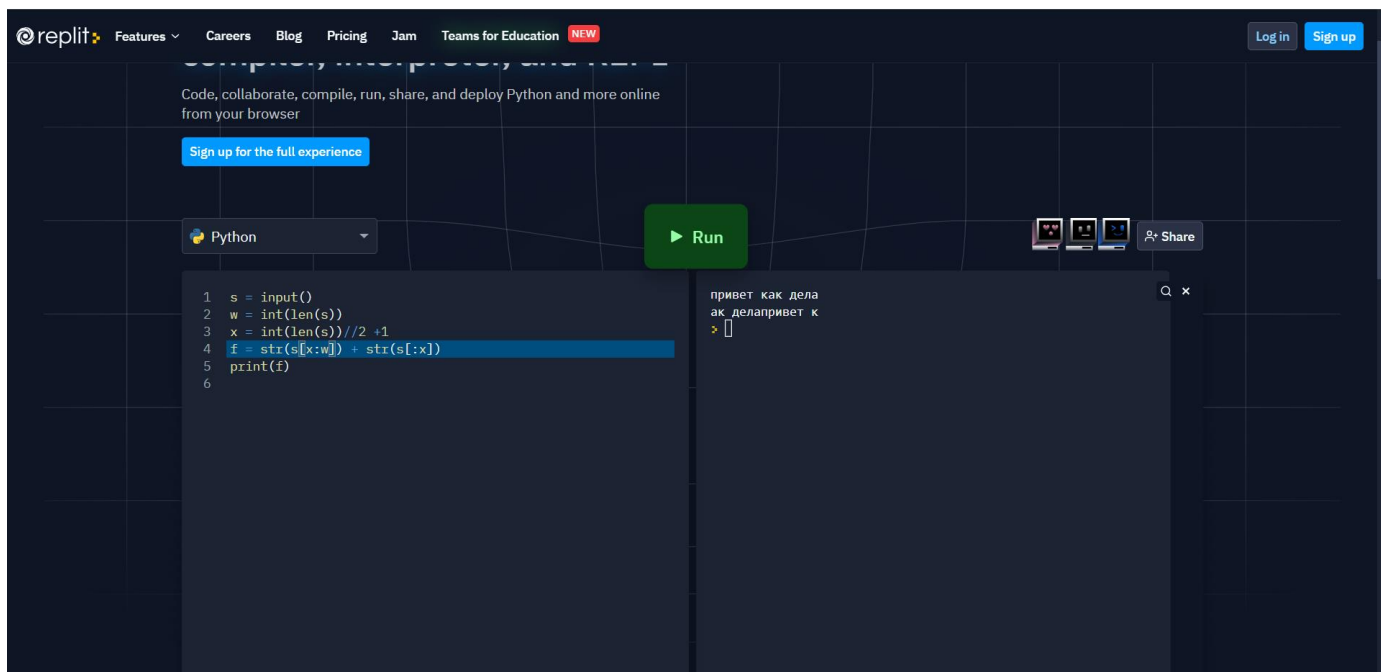 replit Features Careers Blog Pricing Jam Teams for Education NEW Log in Sign up
Code, collaborate, compile, run, share, and deploy Python and more online
from your browser
Sign up for the full experience
Python
Run
Share
1 s = input()
2 w = int(len(s))
3 x = int(len(s))//2 +1
4 f = str(s[x:w]) + str(s[:x])
5 print(f)
6
привет как дела
ак делапривет к
>